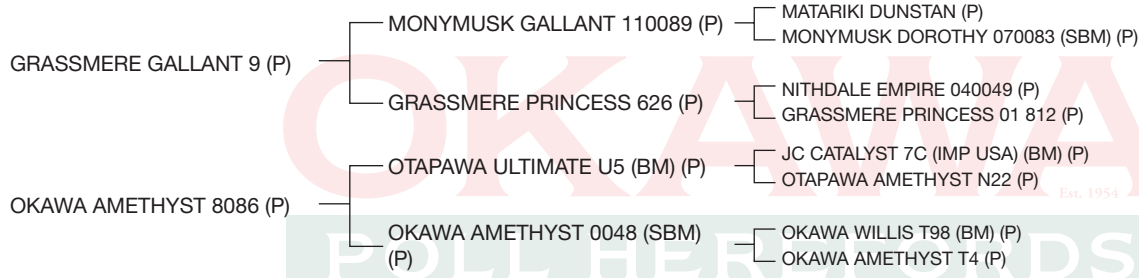 GRASSMERE GALLANT 9 (P)
MONYMUSK GALLANT 110089 (P)
MATARIKI DUNSTAN (P)
MONYMUSK DOROTHY 070083 (SBM) (P)
GRASSMERE PRINCESS 626 (P)
NITHDALE EMPIRE 040049 (P)
GRASSMERE PRINCESS 01 812 (P)
OKAWA AMETHYST 8086 (P)
OTAPAWA ULTIMATE U5 (BM) (P)
JC CATALYST 7C (IMP USA) (BM) (P)
OTAPAWA AMETHYST N22 (P)
OKAWA AMETHYST 0048 (SBM)
(P)
OKAWA WILLIS T98 (BM) (P)
OKAWA AMETHYST T4 (P)
OKAWA
Est. 1954
POLL HEREFORDS